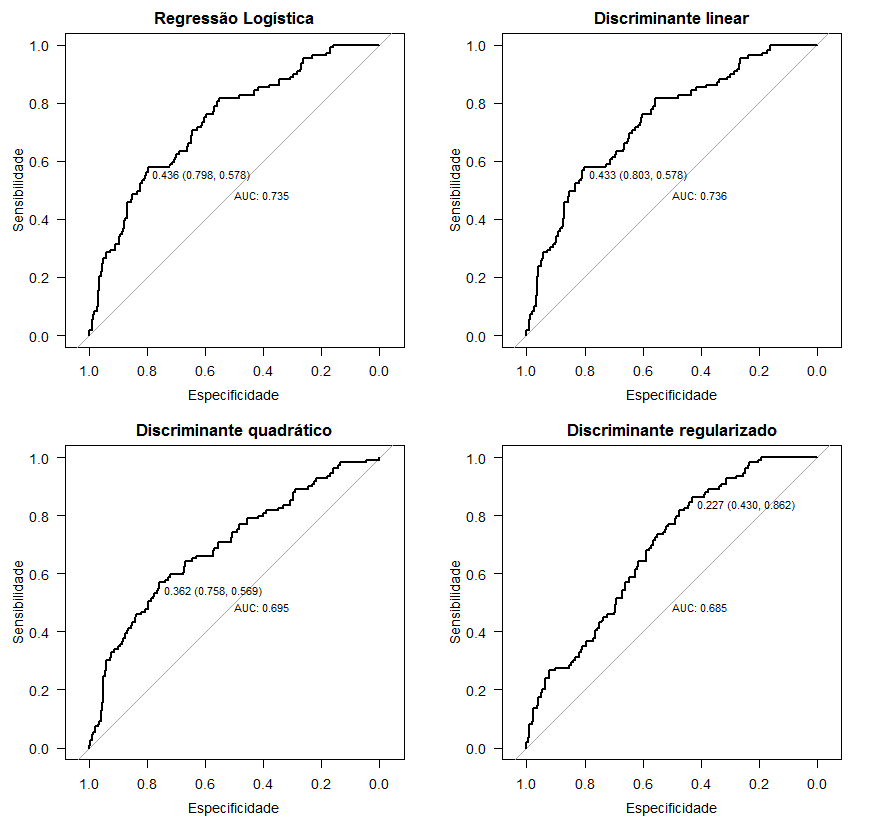 Regressão Logística
Sensibilidade
1.0
0.8
0.6
0.4
0.2
0.0
0.436 (0.798, 0.578)
AUC: 0.735
1.0 0.8 0.6 0.4 0.2 0.0
Especificidade
Discriminante linear
Sensibilidade
1.0
0.8
0.6
0.4
0.2
0.0
0.433 (0.803, 0.578)
AUC: 0.736
1.0 0.8 0.6 0.4 0.2 0.0
Especificidade
Discriminante quadrático
Sensibilidade
1.0
0.8
0.6
0.4
0.2
0.0
0.362 (0.758, 0.569)
AUC: 0.695
1.0 0.8 0.6 0.4 0.2 0.0
Especificidade
Discriminante regularizado
Sensibilidade
1.0
0.8
0.6
0.4
0.2
0.0
0.227 (0.430, 0.862)
AUC: 0.685
1.0 0.8 0.6 0.4 0.2 0.0
Especificidade